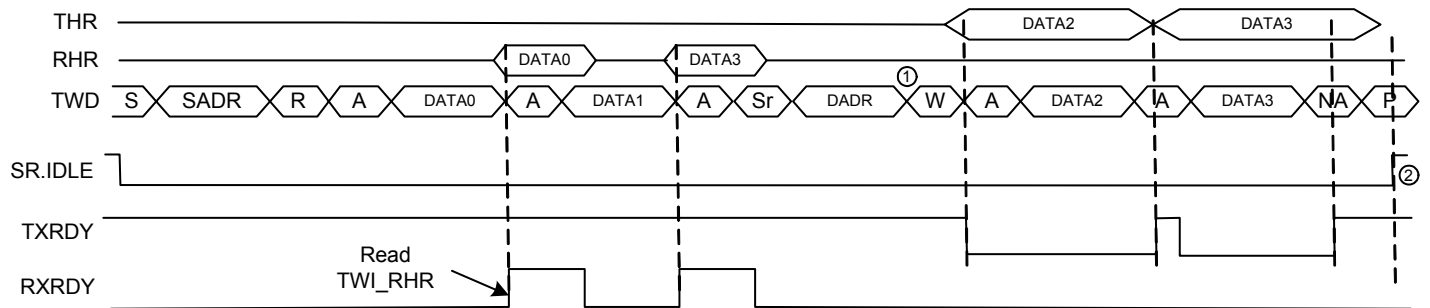 THR DATA2 DATA3
RHR DATA0 DATA3
①
TWD S SADR R A DATA0 A DATA1 A Sr DADR W A DATA2 A DATA3 NA P
SR.IDLE ②
TXRDY
Read
TWI_RHR
RXRDY